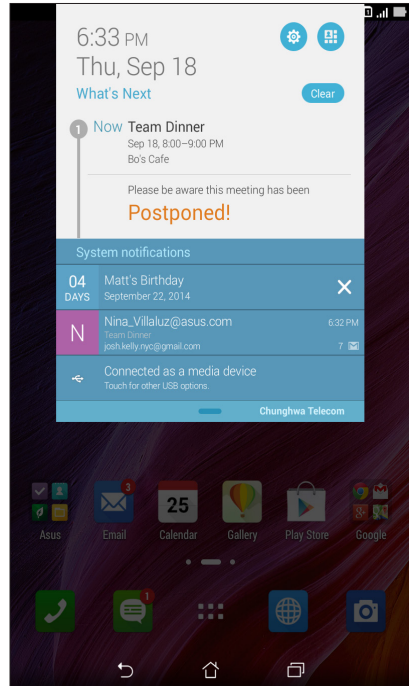 6:33 PM
Thu, Sep 18
What's Next
Clear
1 Now Team Dinner
Sep 18, 8:00–9:00 PM
Bo's Cafe
Please be aware this meeting has been
Postponed!
System notifications
04 DAYS
Matt's Birthday
September 22, 2014
N
Nina_Villaluz@asus.com 6:32 PM
Team Dinner
josh.kelly.nyc@gmail.com 7
Connected as a media device
Touch for other USB options.
Chunghwa Telecom
3
25
Asus Email Calendar Gallery Play Store Google
1